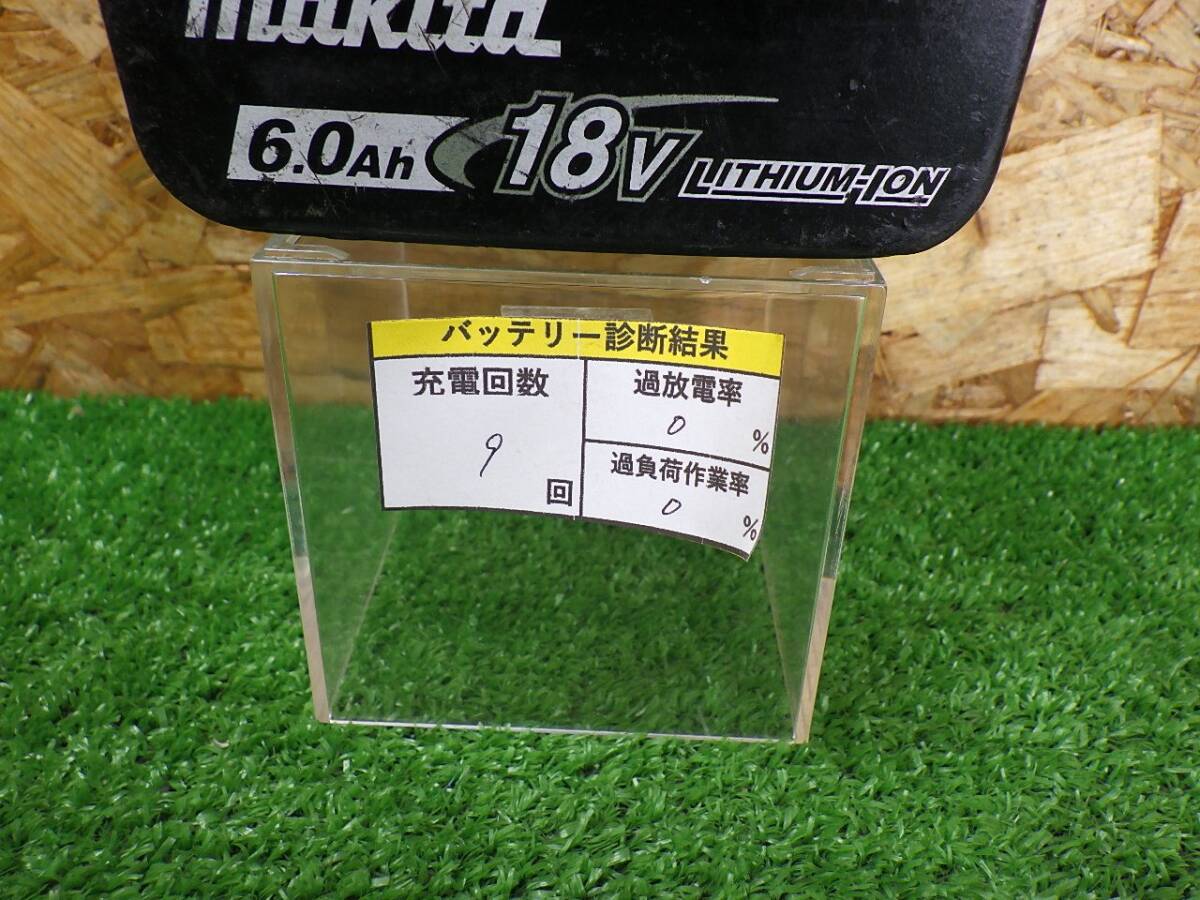 makita
6.0Ah 18V LITHIUM-ION
バッテリー診断結果
充電回数
9
回
過放電率
0
%
過負荷作業率
0
%